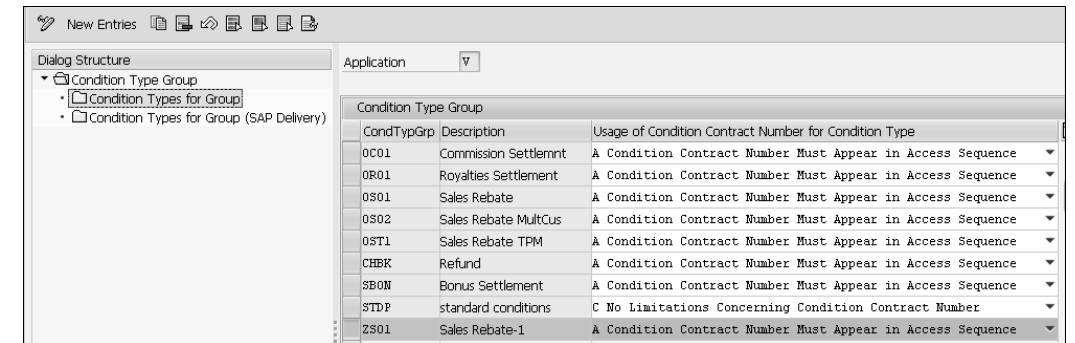 New Entries
Dialog Structure
Condition Type Group
Condition Types for Group
Condition Types for Group (SAP Delivery)
Application V
Condition Type Group
CondTypGrp Description Usage of Condition Contract Number for Condition Type
0C01 Commission Settlemnt A Condition Contract Number Must Appear in Access Sequence
0R01 Royalties Settlement A Condition Contract Number Must Appear in Access Sequence
0S01 Sales Rebate A Condition Contract Number Must Appear in Access Sequence
0S02 Sales Rebate MultCus A Condition Contract Number Must Appear in Access Sequence
0ST1 Sales Rebate TPM A Condition Contract Number Must Appear in Access Sequence
CHBK Refund A Condition Contract Number Must Appear in Access Sequence
SBON Bonus Settlement A Condition Contract Number Must Appear in Access Sequence
STDP standard conditions C No Limitations Concerning Condition Contract Number
ZS01 Sales Rebate-1 A Condition Contract Number Must Appear in Access Sequence